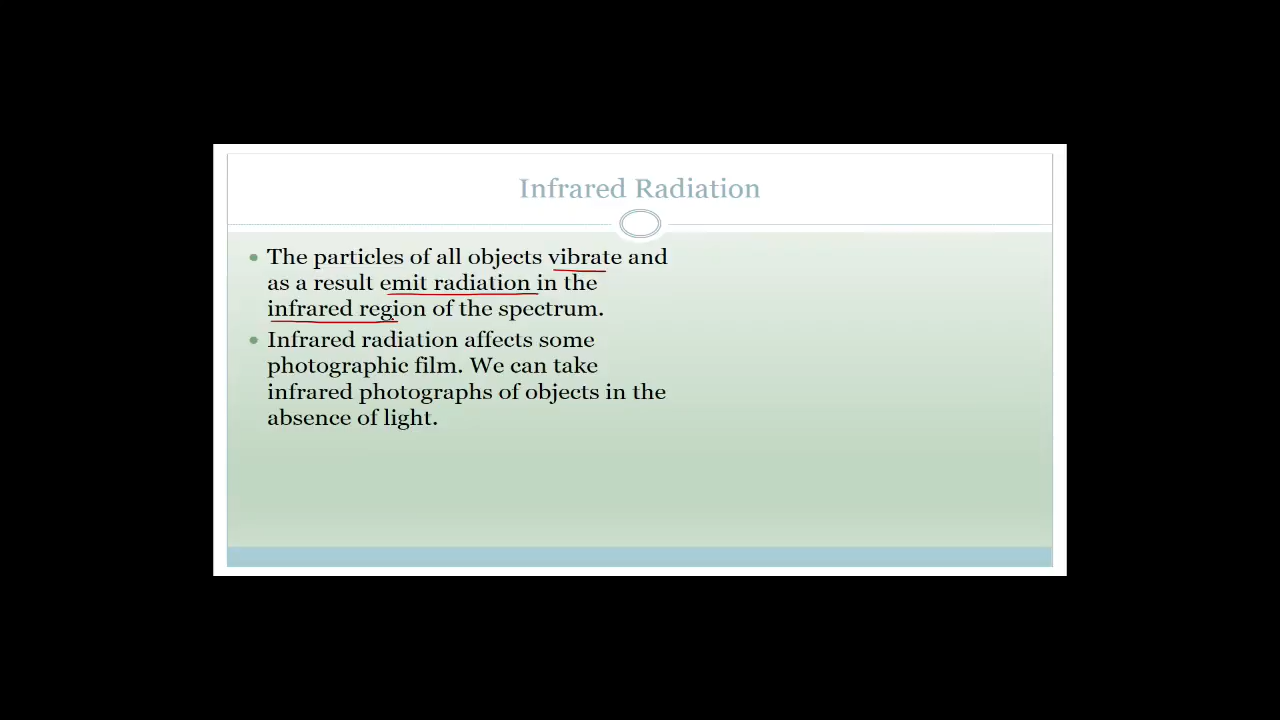 Infrared Radiation
• The particles of all objects vibrate and
as a result emit radiation in the
infrared region of the spectrum.
• Infrared radiation affects some
photographic film. We can take
infrared photographs of objects in the
absence of light.